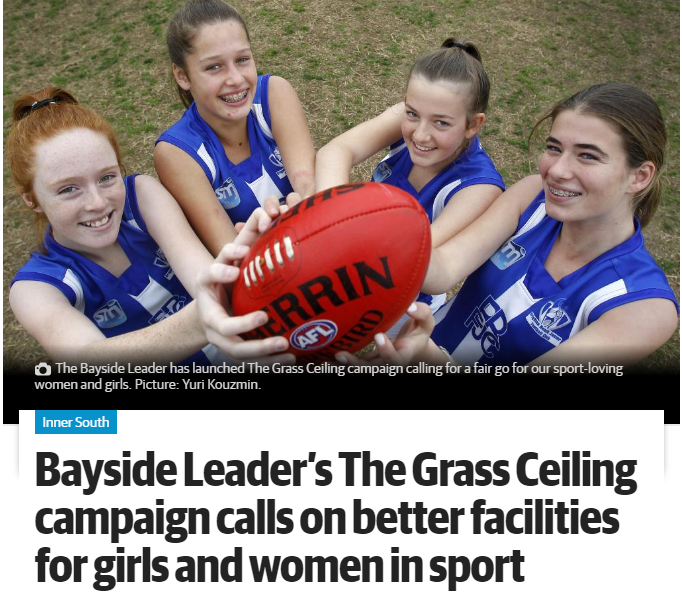 SHE
ERRIN
AFL
BIRD
The Bayside Leader has launched The Grass Ceiling campaign calling for a fair go for our sport-loving
women and girls. Picture: Yuri Kouzmin.
Inner South
Bayside Leader's The Grass Ceiling
campaign calls on better facilities
for girls and women in sport